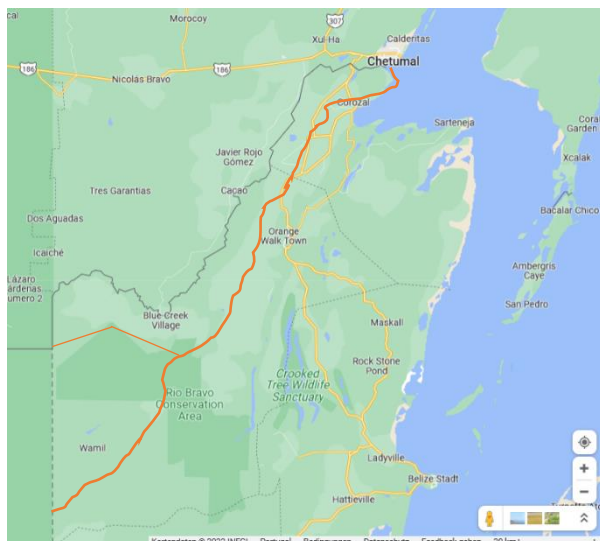 Morocoy
307
Calderitas
Xul-Ha
Chetumal
186
186
Nicolás Bravo
Corozal
Sarteneja
Coral
Garden
Javier Rojo
Gómez
Xcalak
Tres Garantias
Cacao
Bacalar Chico
Dos Aguadas
Orange
Walk Town
Icaiché
Ambergris
Caye
Lázaro
San Pedro
Blue Creek
Village
Maskall
Rock Stone
Pond
Crooked
Tree Wildlife
Sanctuary
Rio Bravo
Conservation
Area
Wamil
Ladyville
Belize Stadt
Hattieville